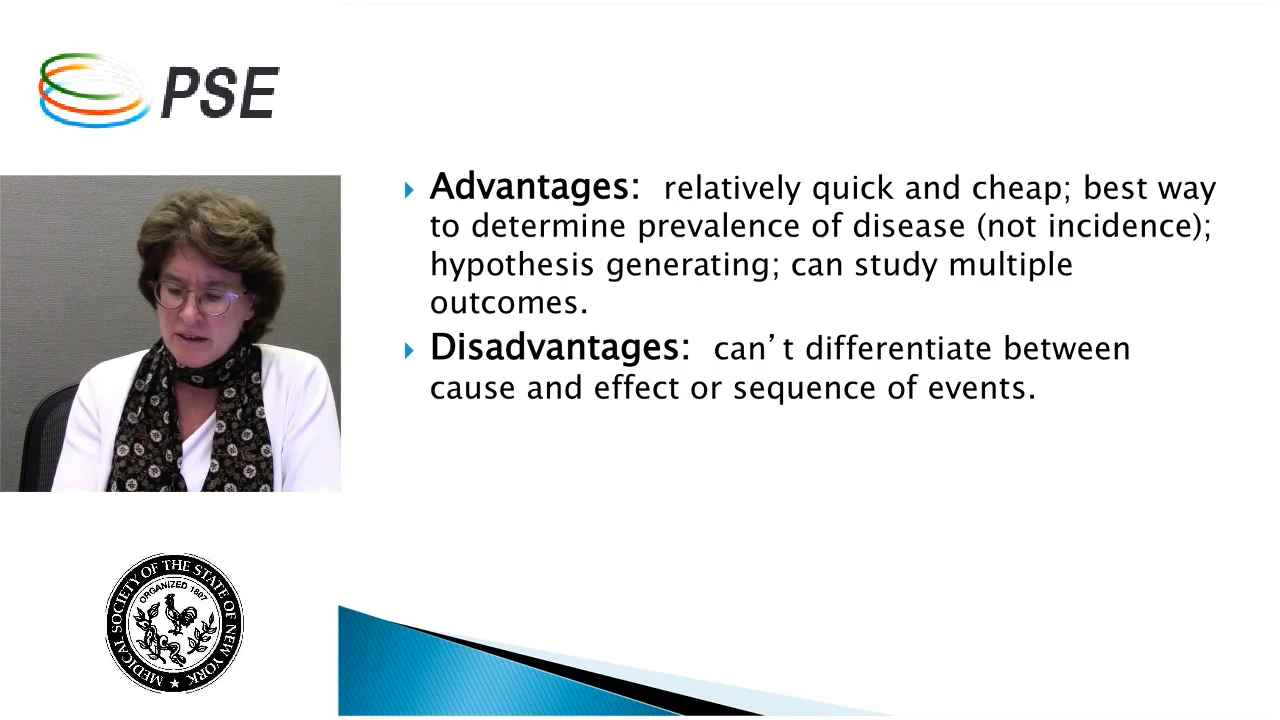 PSE
Advantages: relatively quick and cheap; best way
to determine prevalence of disease (not incidence);
hypothesis generating; can study multiple
outcomes.
Disadvantages: can’t differentiate between
cause and effect or sequence of events.
MEDICAL SOCIETY OF THE STATE OF NEW YORK
ORGANIZED 1807